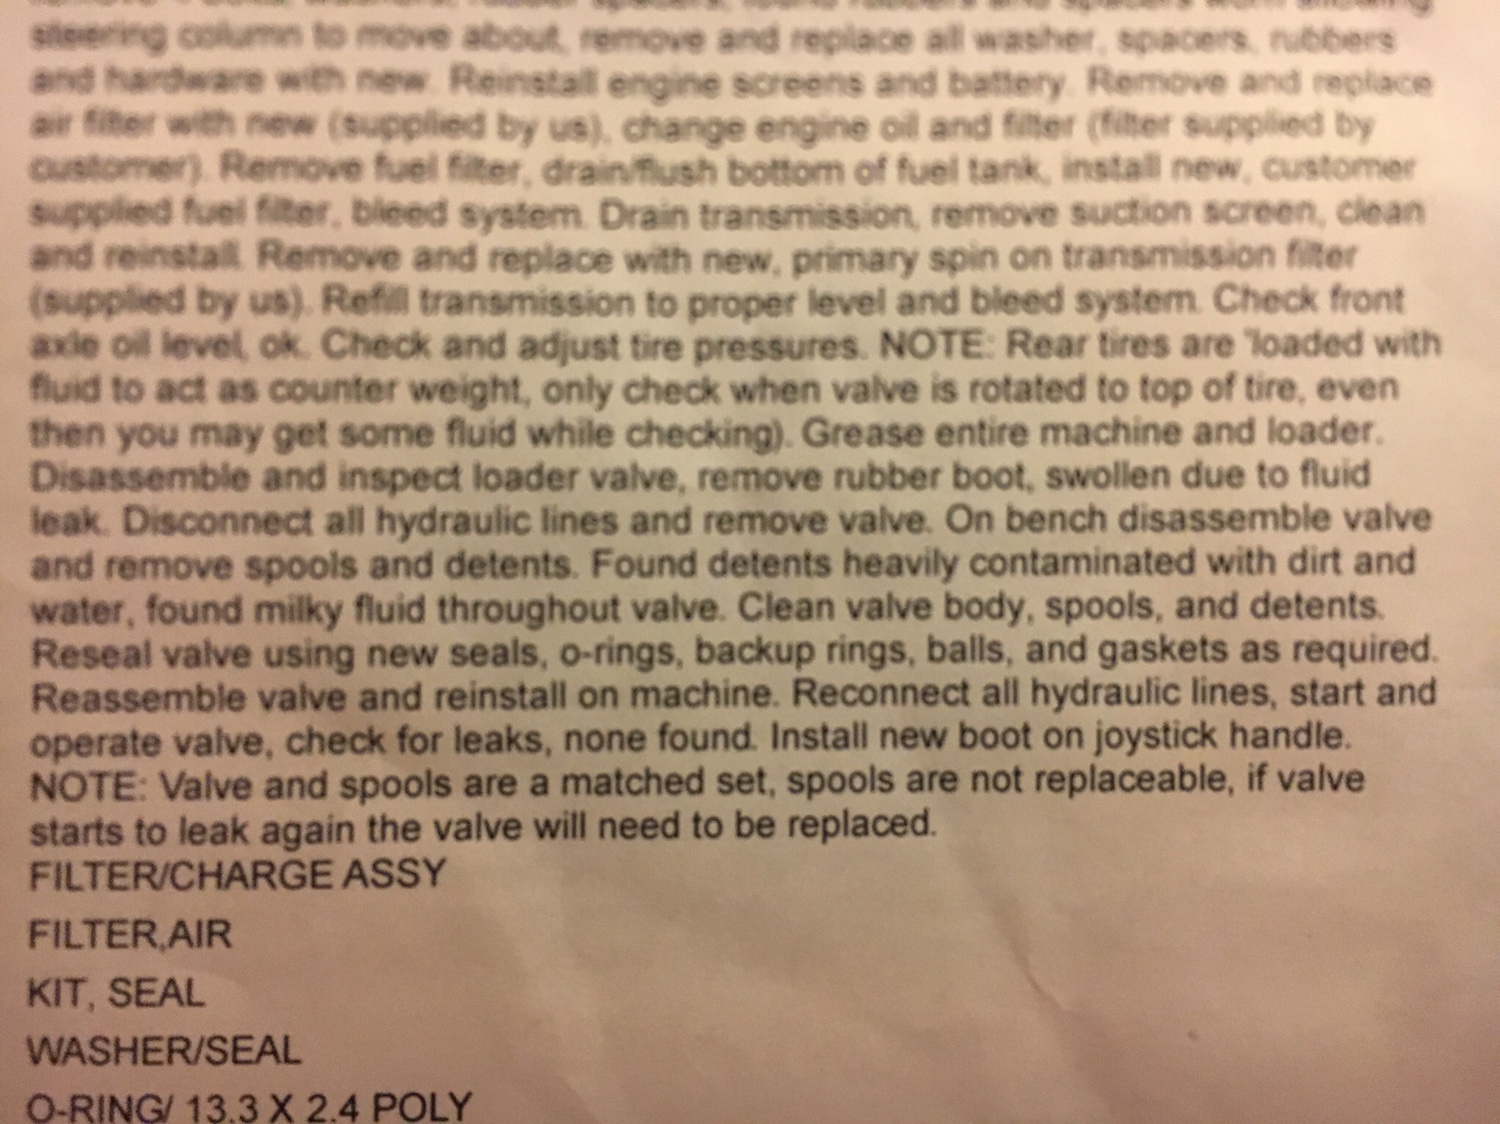 steering column to move about, remove and replace all washer, spacers, rubbers
and hardware with new. Reinstall engine screens and battery. Remove and replace
air filter with new (supplied by us), change engine oil and filter (filter supplied by
customer). Remove fuel filter, drain/flush bottom of fuel tank, install new, customer
supplied fuel filter, bleed system. Drain transmission, remove suction screen, clean
and reinstall. Remove and replace with new, primary spin on transmission filter
(supplied by us). Refill transmission to proper level and bleed system. Check front
axle oil level, ok. Check and adjust tire pressures. NOTE: Rear tires are "loaded with
fluid to act as counter weight, only check when valve is rotated to top of tire, even
then you may get some fluid while checking). Grease entire machine and loader.
Disassemble and inspect loader valve, remove rubber boot, swollen due to fluid
leak. Disconnect all hydraulic lines and remove valve. On bench disassemble valve
and remove spools and detents. Found detents heavily contaminated with dirt and
water, found milky fluid throughout valve. Clean valve body, spools, and detents.
Reseal valve using new seals, o-rings, backup rings, balls, and gaskets as required.
Reassemble valve and reinstall on machine. Reconnect all hydraulic lines, start and
operate valve, check for leaks, none found. Install new boot on joystick handle.
NOTE: Valve and spools are a matched set, spools are not replaceable, if valve
starts to leak again the valve will need to be replaced.
FILTER/CHARGE ASSY
FILTER,AIR
KIT, SEAL
WASHER/SEAL
O-RING/ 13.3 X 2.4 POLY